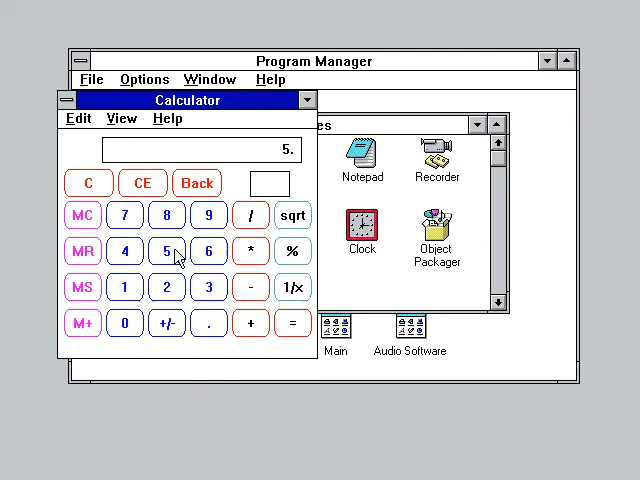 Program Manager
File Options Window Help
Calculator
Edit View Help
es
5.
C CE Back
MC 7 8 9 / sqrt
MR 4 5 6 * %
MS 1 2 3 - 1/x
M+ 0 +/- . + =
Notepad
Recorder
Clock
Object
Packager
Main
Audio Software